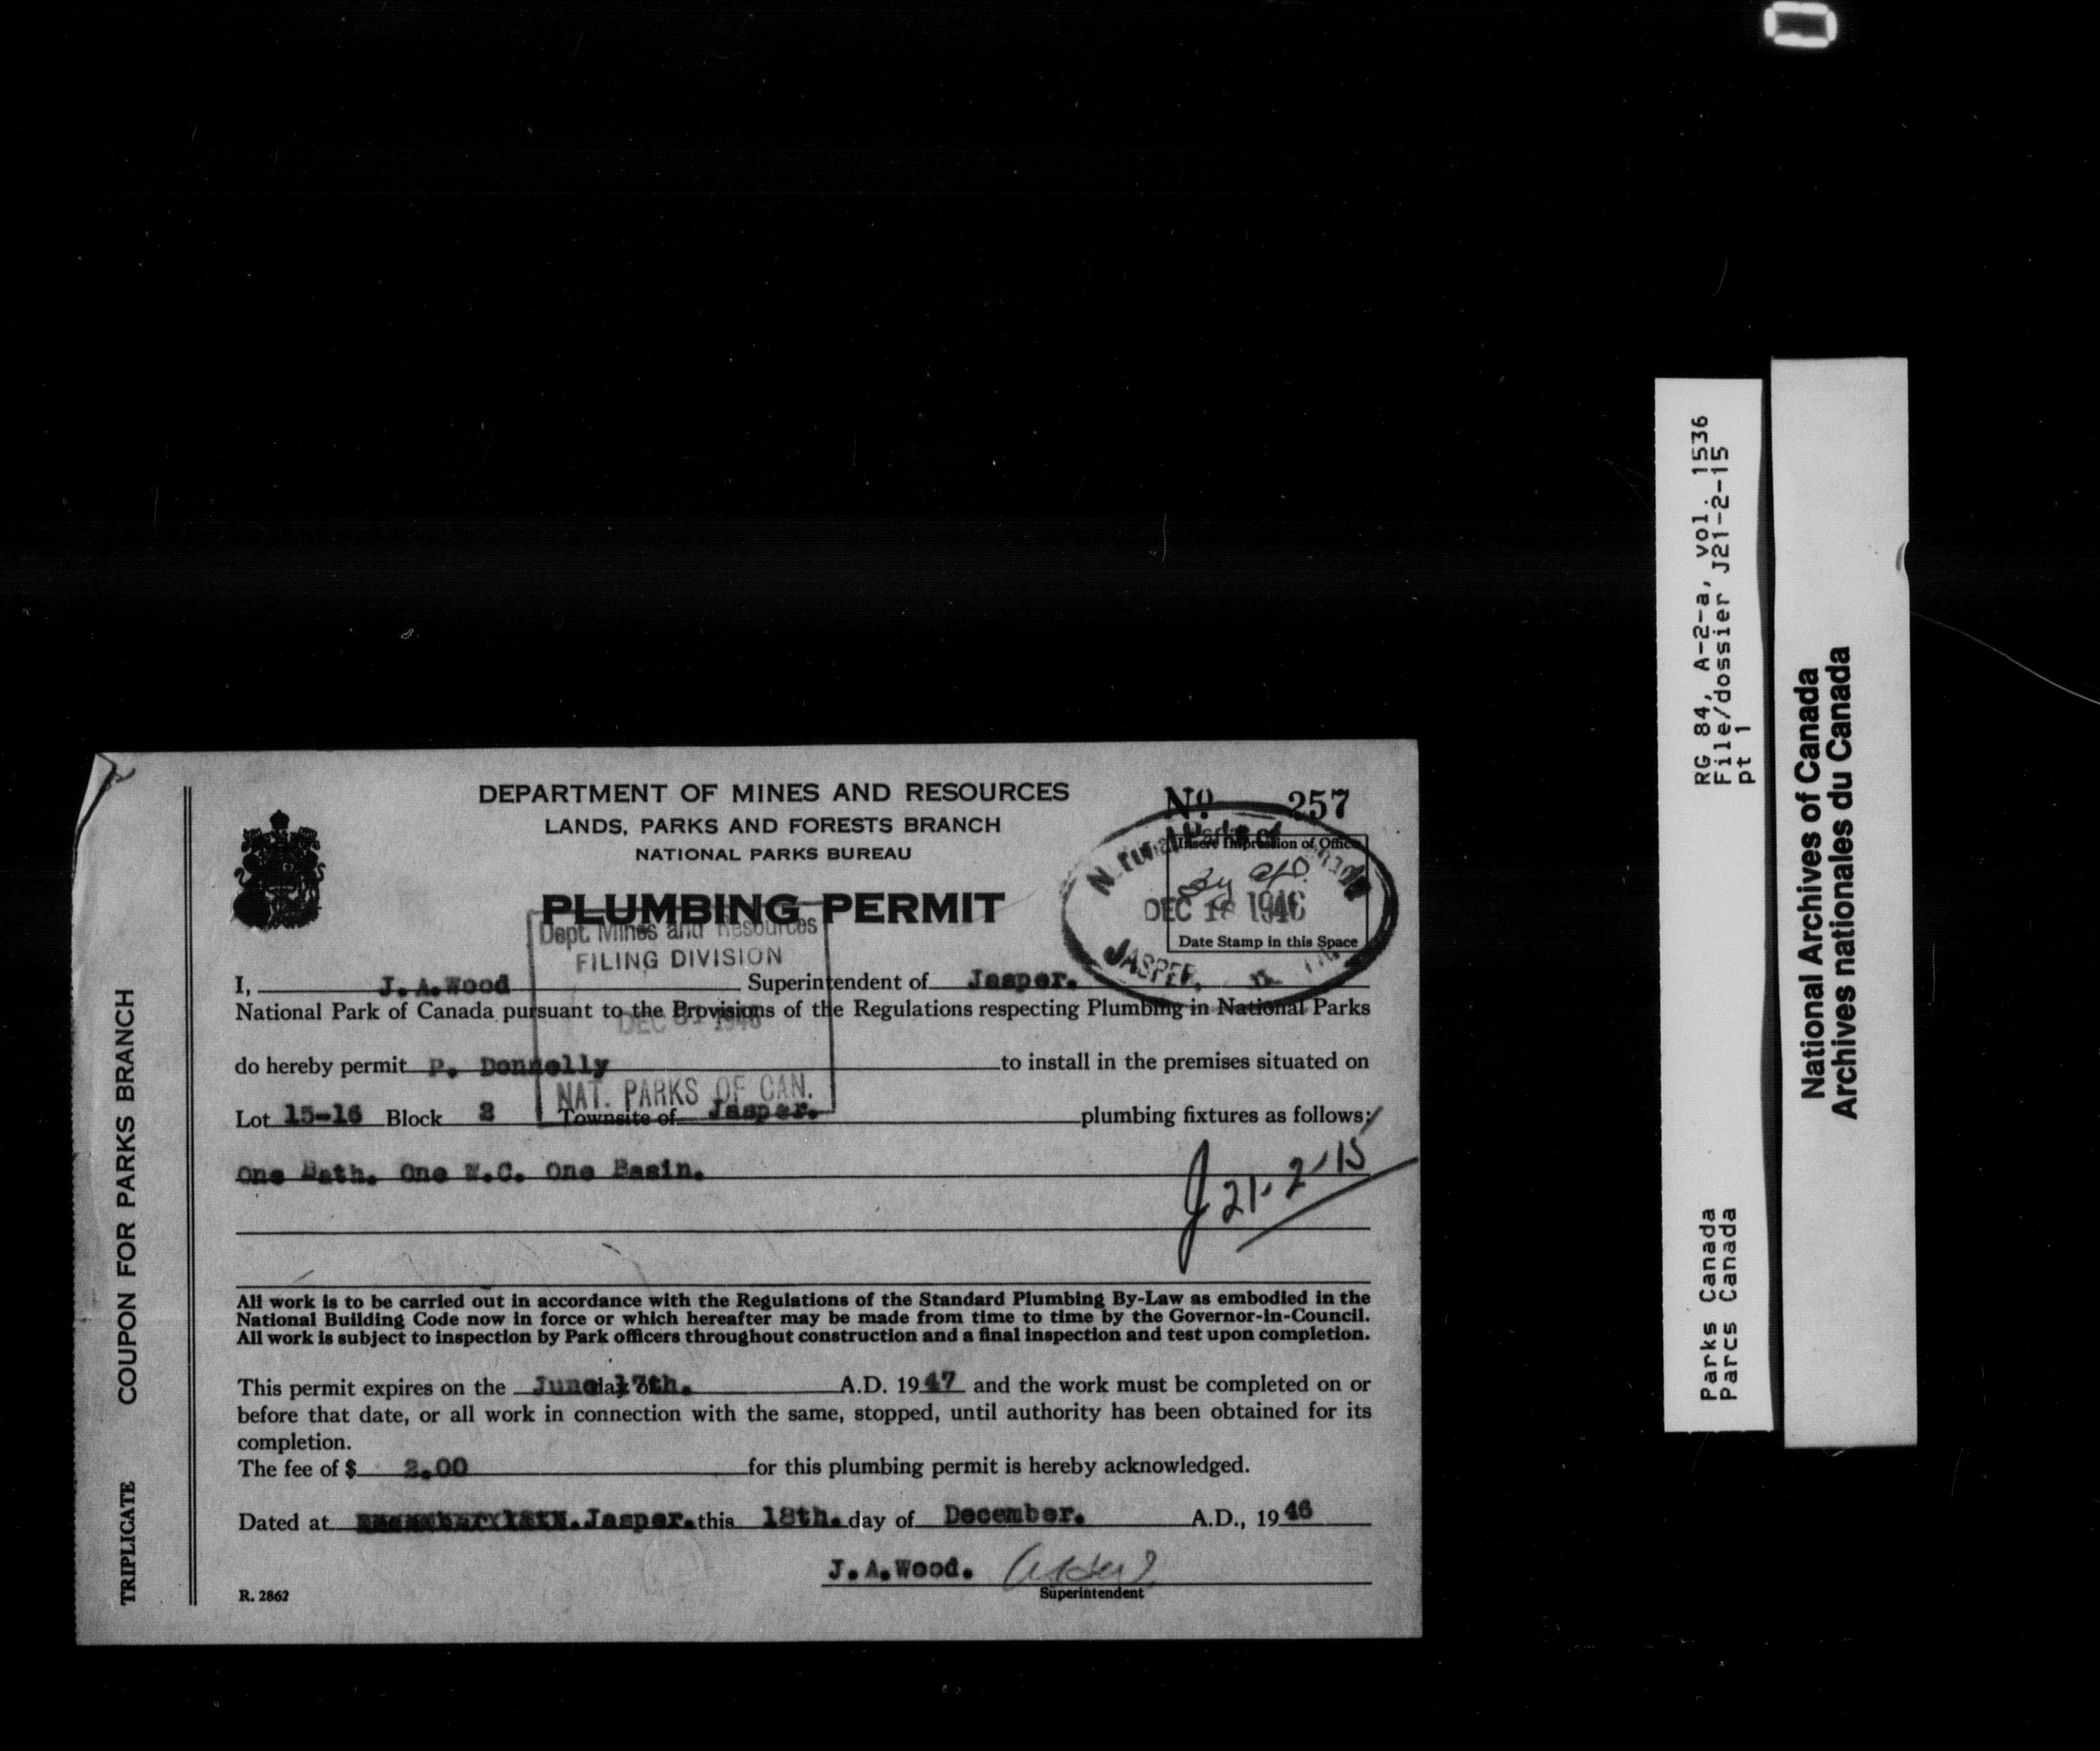 DEPARTMENT OF MINES AND RESOURCES
LANDS, PARKS AND FORESTS BRANCH
NATIONAL PARKS BUREAU
No. 257
PLUMBING PERMIT
Insert Impression of Office
DEC 18 1946
Date Stamp in this Space
JASPER,
Dept. Mines and Resources
FILING DIVISION
DEC 31 1946
NAT. PARKS OF CAN.
I, J.A.Wood Superintendent of Jasper.
National Park of Canada pursuant to the Provisions of the Regulations respecting Plumbing in National Parks
do hereby permit P. Donnelly to install in the premises situated on
Lot 15-16 Block 2 Townsite of Jasper. plumbing fixtures as follows:
One Bath. One W.C. One Basin.
J21-2-15
All work is to be carried out in accordance with the Regulations of the Standard Plumbing By-Law as embodied in the
National Building Code now in force or which hereafter may be made from time to time by the Governor-in-Council.
All work is subject to inspection by Park officers throughout construction and a final inspection and test upon completion.
This permit expires on the June 17th. A.D. 1947 and the work must be completed on or
before that date, or all work in connection with the same, stopped, until authority has been obtained for its
completion.
The fee of $ 2.00 for this plumbing permit is hereby acknowledged.
Dated at Jasper. this 18th. day of December. A.D., 1946
J.A.Wood.
Superintendent
R. 2862
TRIPLICATE
COUPON FOR PARKS BRANCH
RG 84, A-2-a, vol. 1536
File/dossier J21-2-15
pt 1
Parks Canada
Parcs Canada
National Archives of Canada
Archives nationales du Canada